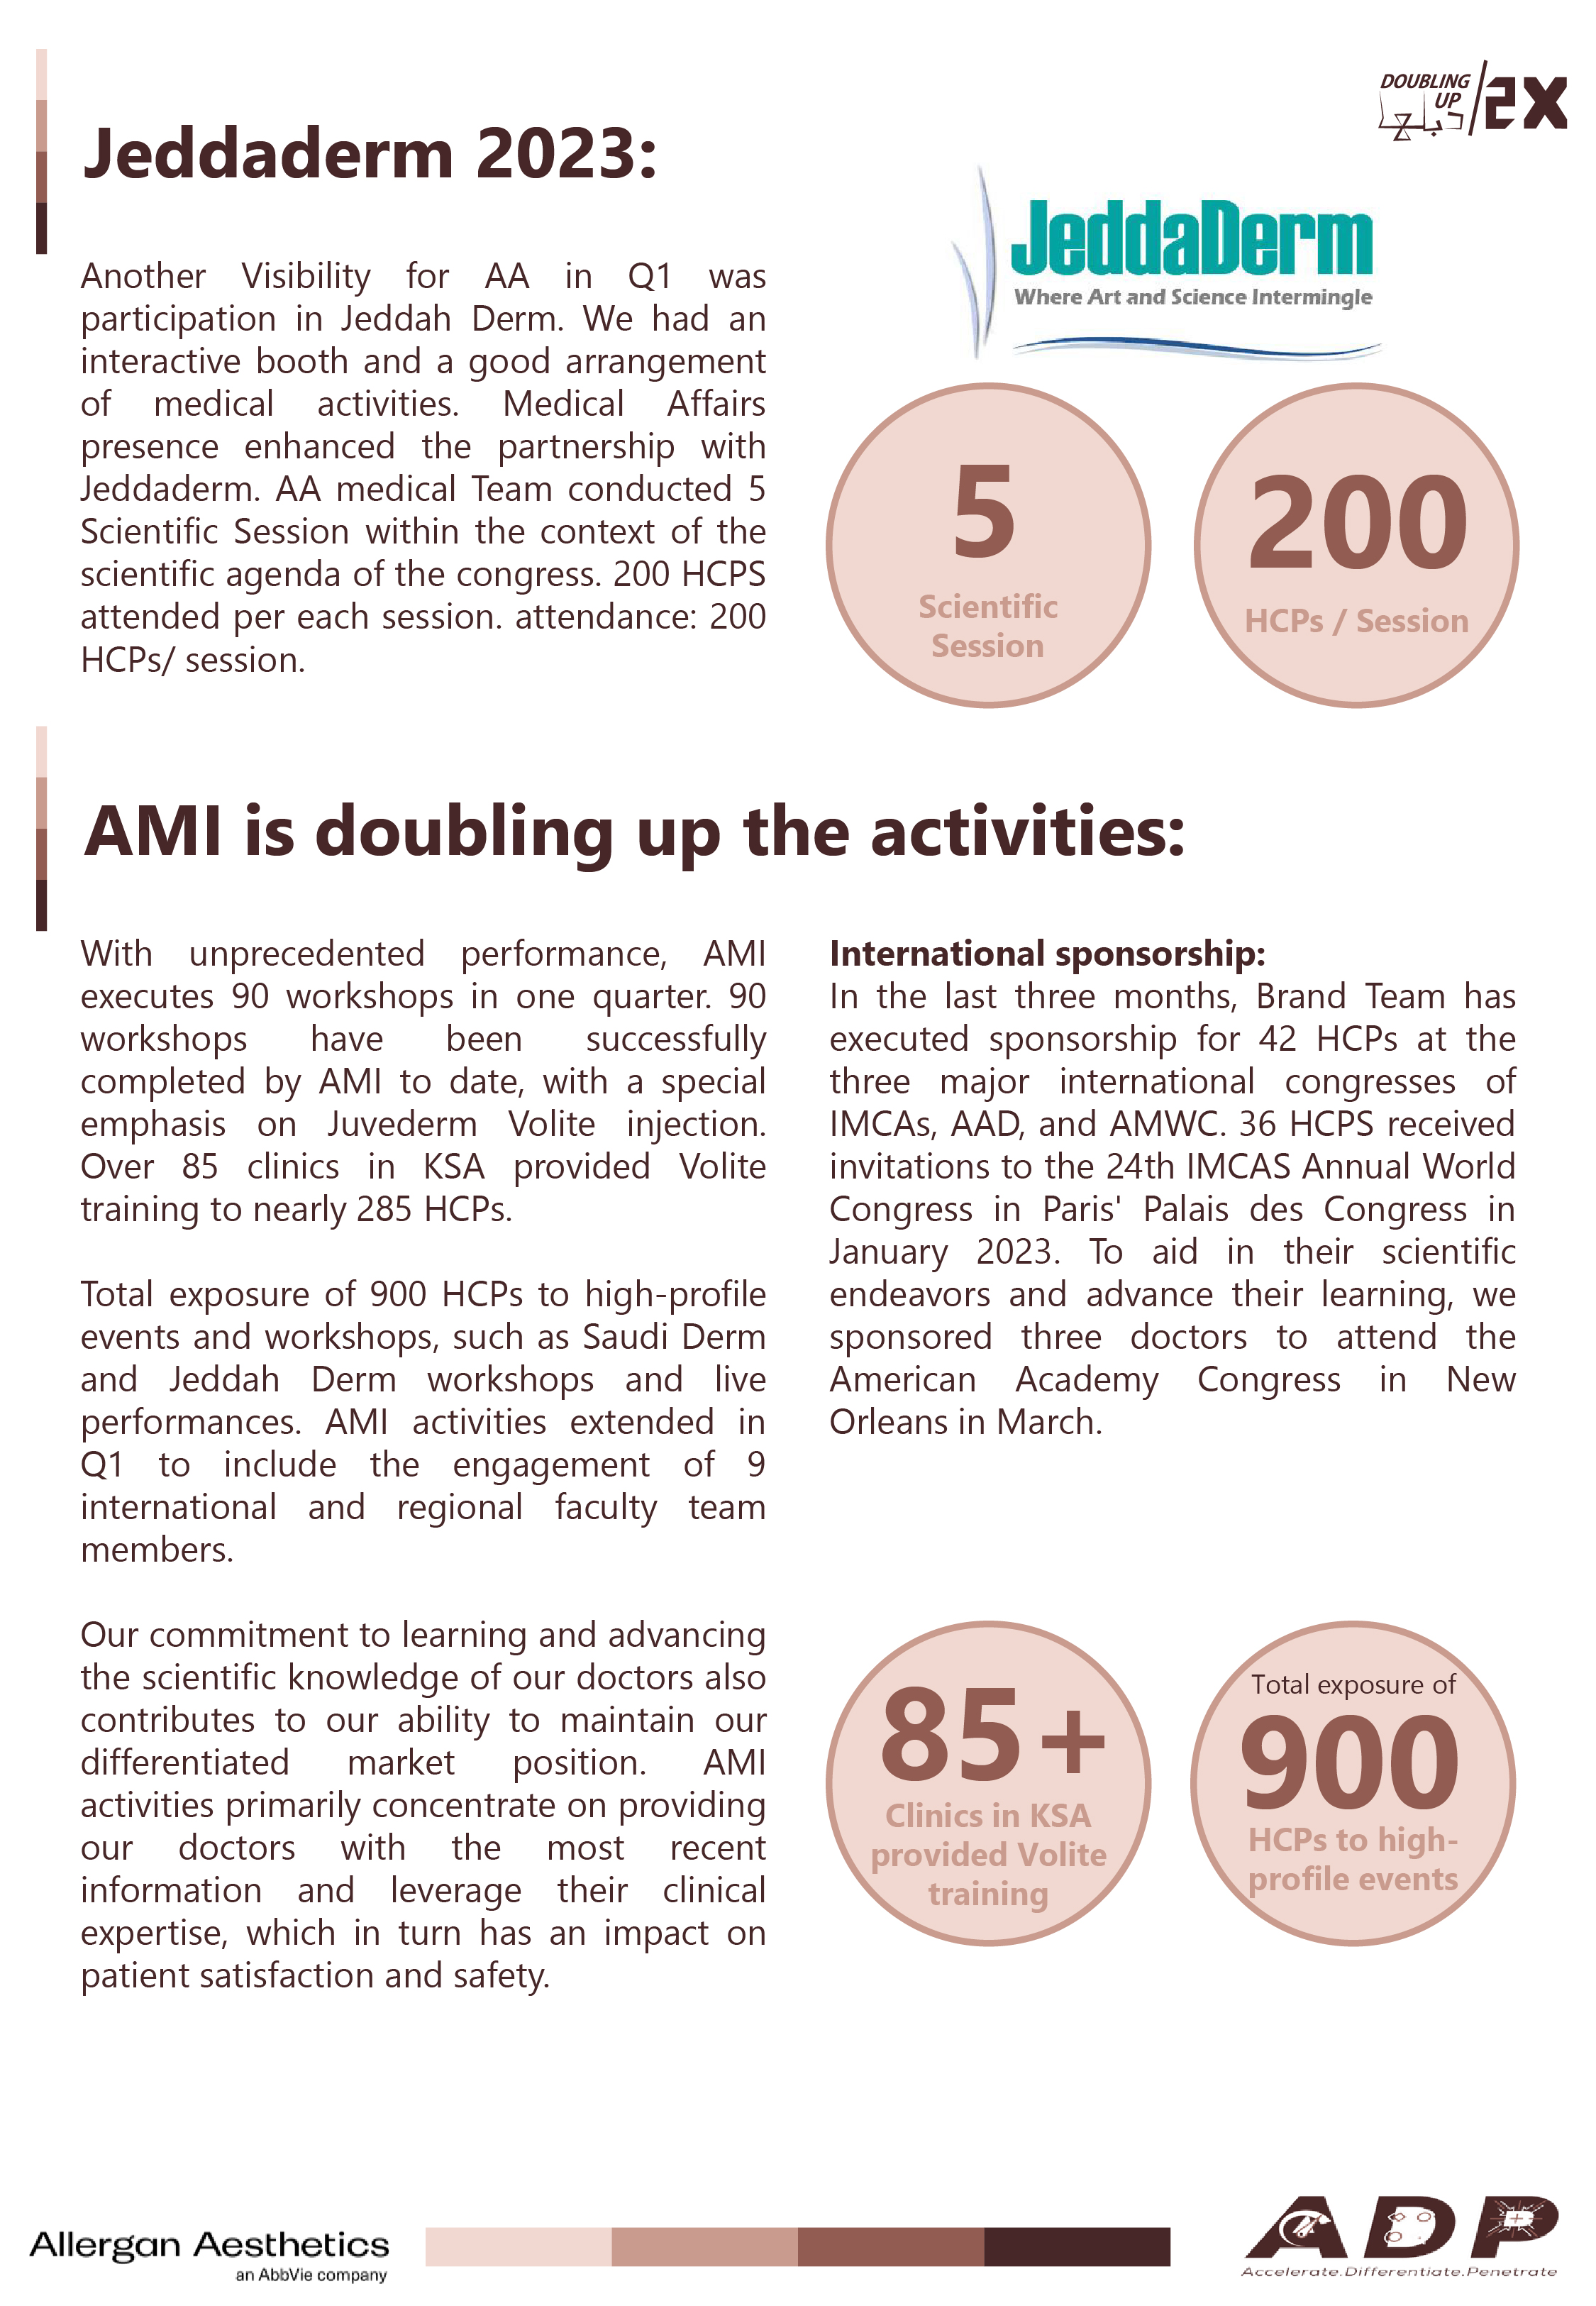 DOUBLING
UP
2X
Jeddaderm 2023:
JeddaDerm
Where Art and Science Intermingle
Another Visibility for AA in Q1 was
participation in Jeddah Derm. We had an
interactive booth and a good arrangement
of medical activities. Medical Affairs
presence enhanced the partnership with
Jeddaderm. AA medical Team conducted 5
Scientific Session within the context of the
scientific agenda of the congress. 200 HCPS
attended per each session. attendance: 200
HCPs/ session.
5
Scientific
Session
200
HCPs / Session
AMI is doubling up the activities:
With unprecedented performance, AMI
executes 90 workshops in one quarter. 90
workshops have been successfully
completed by AMI to date, with a special
emphasis on Juvederm Volite injection.
Over 85 clinics in KSA provided Volite
training to nearly 285 HCPs.
Total exposure of 900 HCPs to high-profile
events and workshops, such as Saudi Derm
and Jeddah Derm workshops and live
performances. AMI activities extended in
Q1 to include the engagement of 9
international and regional faculty team
members.
Our commitment to learning and advancing
the scientific knowledge of our doctors also
contributes to our ability to maintain our
differentiated market position. AMI
activities primarily concentrate on providing
our doctors with the most recent
information and leverage their clinical
expertise, which in turn has an impact on
patient satisfaction and safety.
International sponsorship:
In the last three months, Brand Team has
executed sponsorship for 42 HCPs at the
three major international congresses of
IMCAs, AAD, and AMWC. 36 HCPS received
invitations to the 24th IMCAS Annual World
Congress in Paris' Palais des Congress in
January 2023. To aid in their scientific
endeavors and advance their learning, we
sponsored three doctors to attend the
American Academy Congress in New
Orleans in March.
85+
Clinics in KSA
provided Volite
training
Total exposure of
900
HCPs to high-
profile events
Allergan Aesthetics
an AbbVie company
ADP
Accelerate.Differentiate.Penetrate